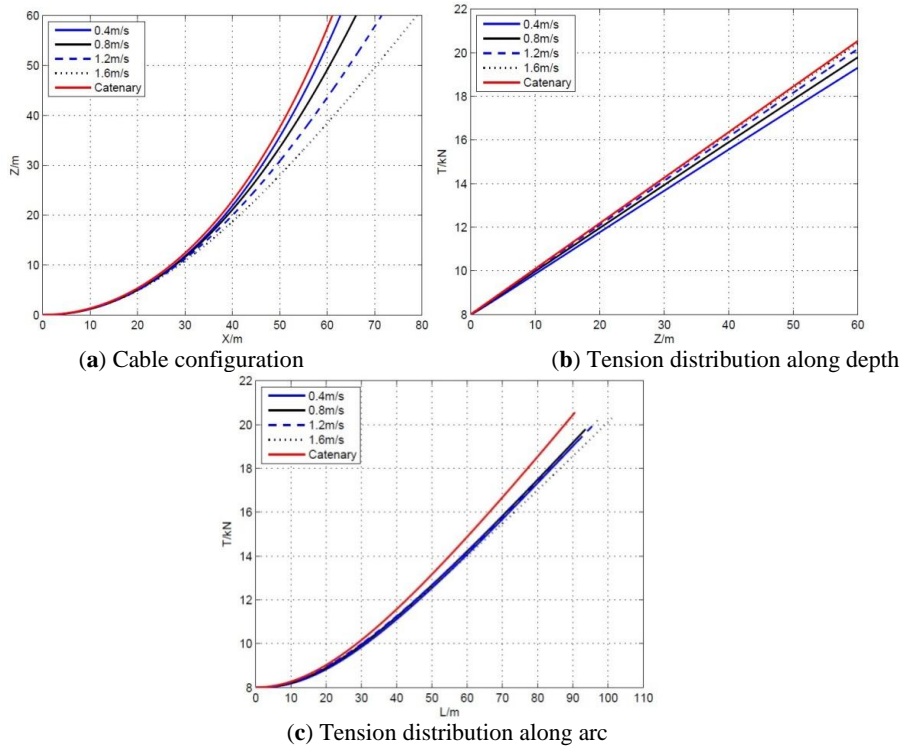 60
50
40
30
20
10
0
Z/m
0.4m/s
0.8m/s
1.2m/s
1.6m/s
Catenary
0 10 20 30 40 50 60 70 80
X/m
(a) Cable configuration
22
20
18
16
14
12
10
8
T/kN
0.4m/s
0.8m/s
1.2m/s
1.6m/s
Catenary
0 10 20 30 40 50 60
Z/m
(b) Tension distribution along depth
22
20
18
16
14
12
10
8
T/kN
0.4m/s
0.8m/s
1.2m/s
1.6m/s
Catenary
0 10 20 30 40 50 60 70 80 90 100 110
L/m
(c) Tension distribution along arc